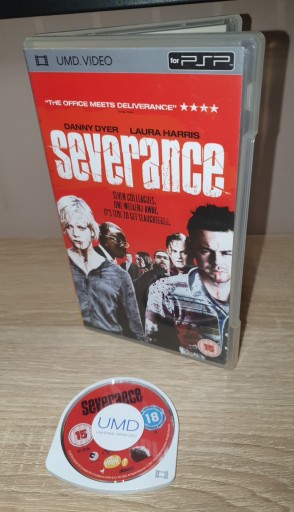 UMD VIDEO
for PSP
"THE OFFICE MEETS DELIVERANCE" ★★★★
DANNY DYER LAURA HARRIS
severance
SEVEN COLLEAGUES.
ONE WEEKEND AWAY.
IT'S TIME TO GET SLAUGHTERED.
15
severance
15
UMD
18